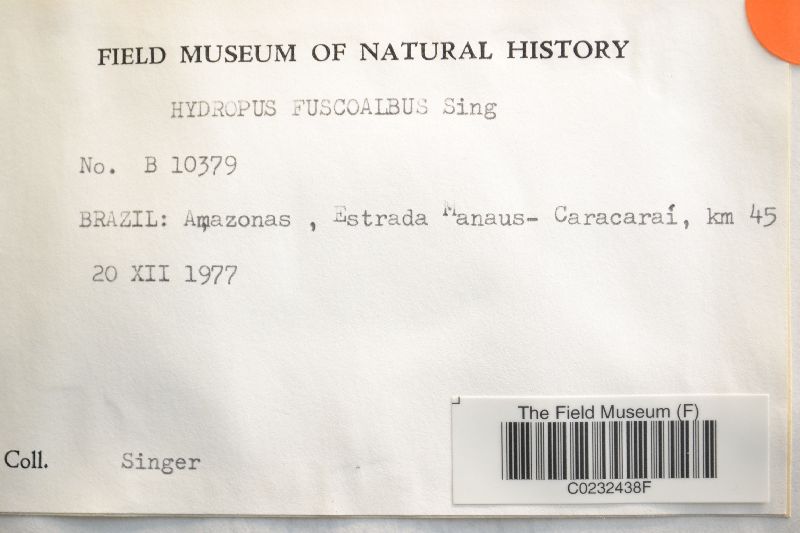 FIELD MUSEUM OF NATURAL HISTORY
HYDROPUS FUSCOALBUS Sing
No. B 10379
BRAZIL: Amazonas , Estrada Manaus- Caracaraí, km 45
20 XII 1977
The Field Museum (F)
C0232438F
Coll. Singer